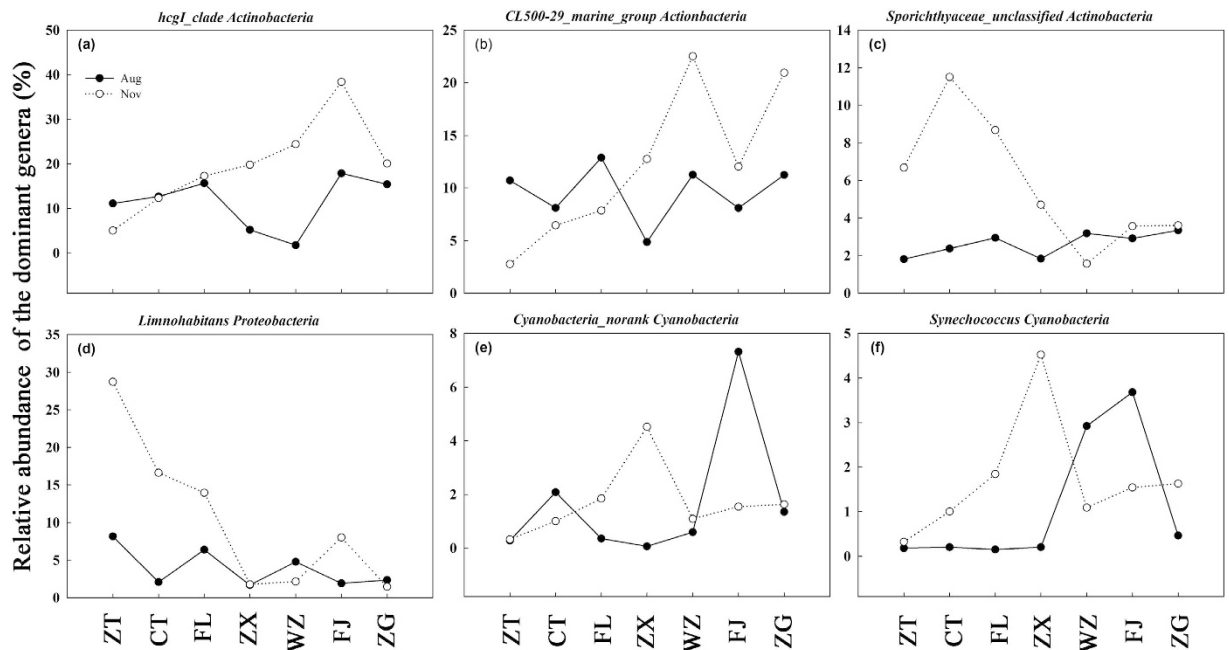 hcgI_clade Actinobacteria
CL500-29_marine_group Actionbacteria
Sporichthyaceae_unclassified Actinobacteria
Relative abundance of the dominant genera (%)
(a)
Aug
Nov
50
40
30
20
10
0
(b)
25
20
15
10
5
0
(c)
14
12
10
8
6
4
2
0
Limnohabitans Proteobacteria
Cyanobacteria_norank Cyanobacteria
Synechococcus Cyanobacteria
(d)
35
30
25
20
15
10
5
0
(e)
8
6
4
2
0
(f)
5
4
3
2
1
0
ZT CT FL ZX WZ FJ ZG
ZT CT FL ZX WZ FJ ZG
ZT CT FL ZX WZ FJ ZG